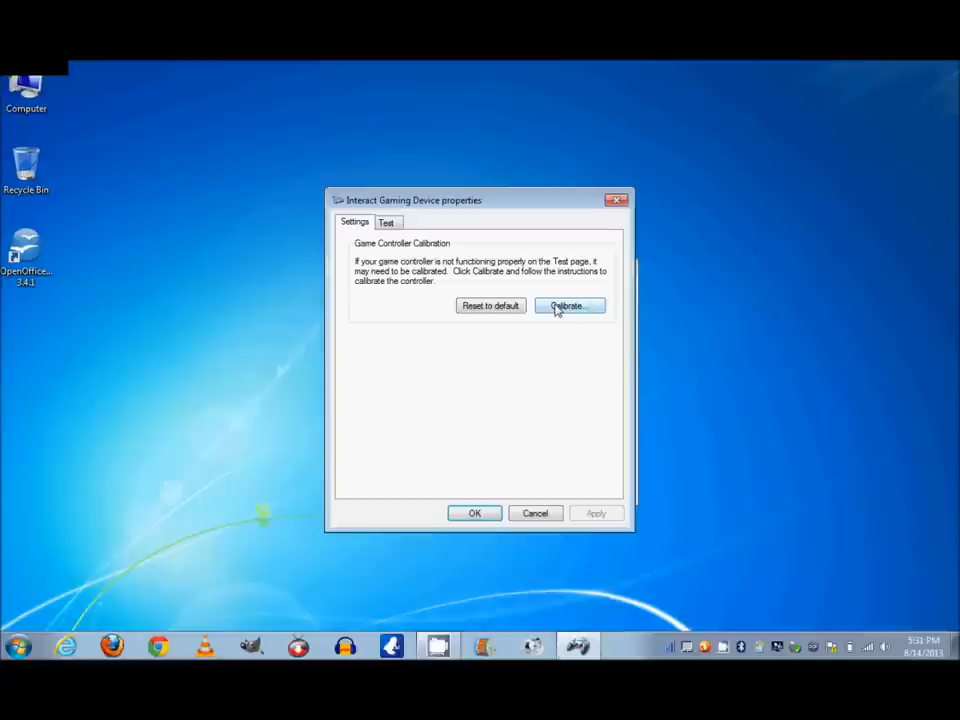 Computer
Recycle Bin
OpenOffice...
3.4.1
Interact Gaming Device properties
Settings
Test
Game Controller Calibration
If your game controller is not functioning properly on the Test page, it
may need to be calibrated. Click Calibrate and follow the instructions to
calibrate the controller.
Reset to default
Calibrate...
OK
Cancel
Apply
5:31 PM
8/14/2013